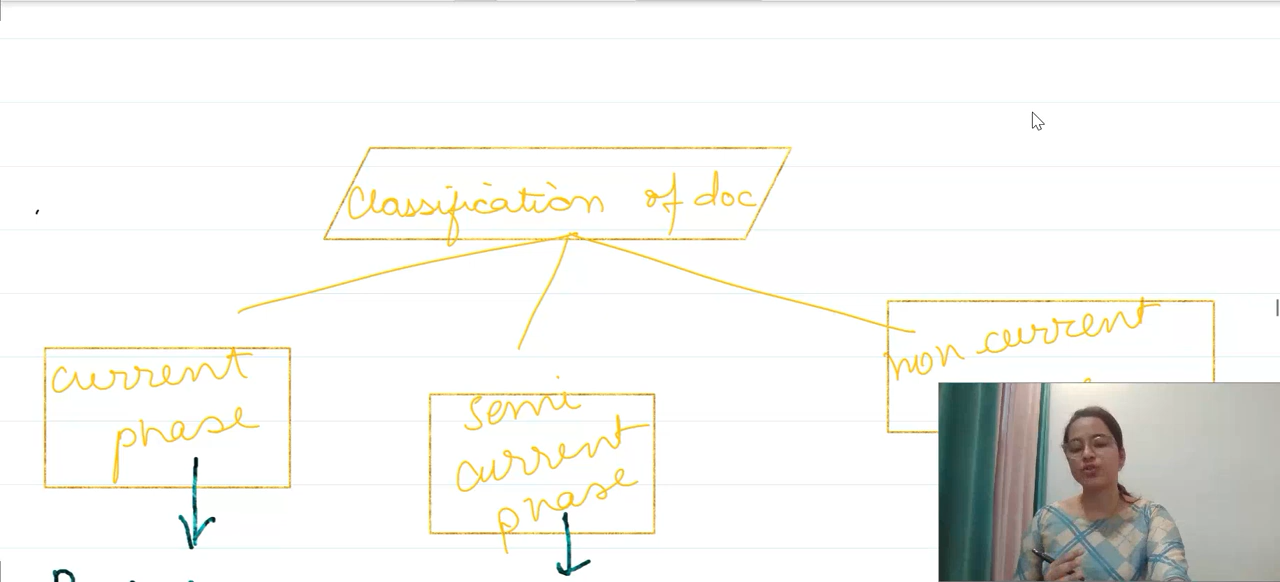 Classification of doc
current
phase
semi
current
phase
non current